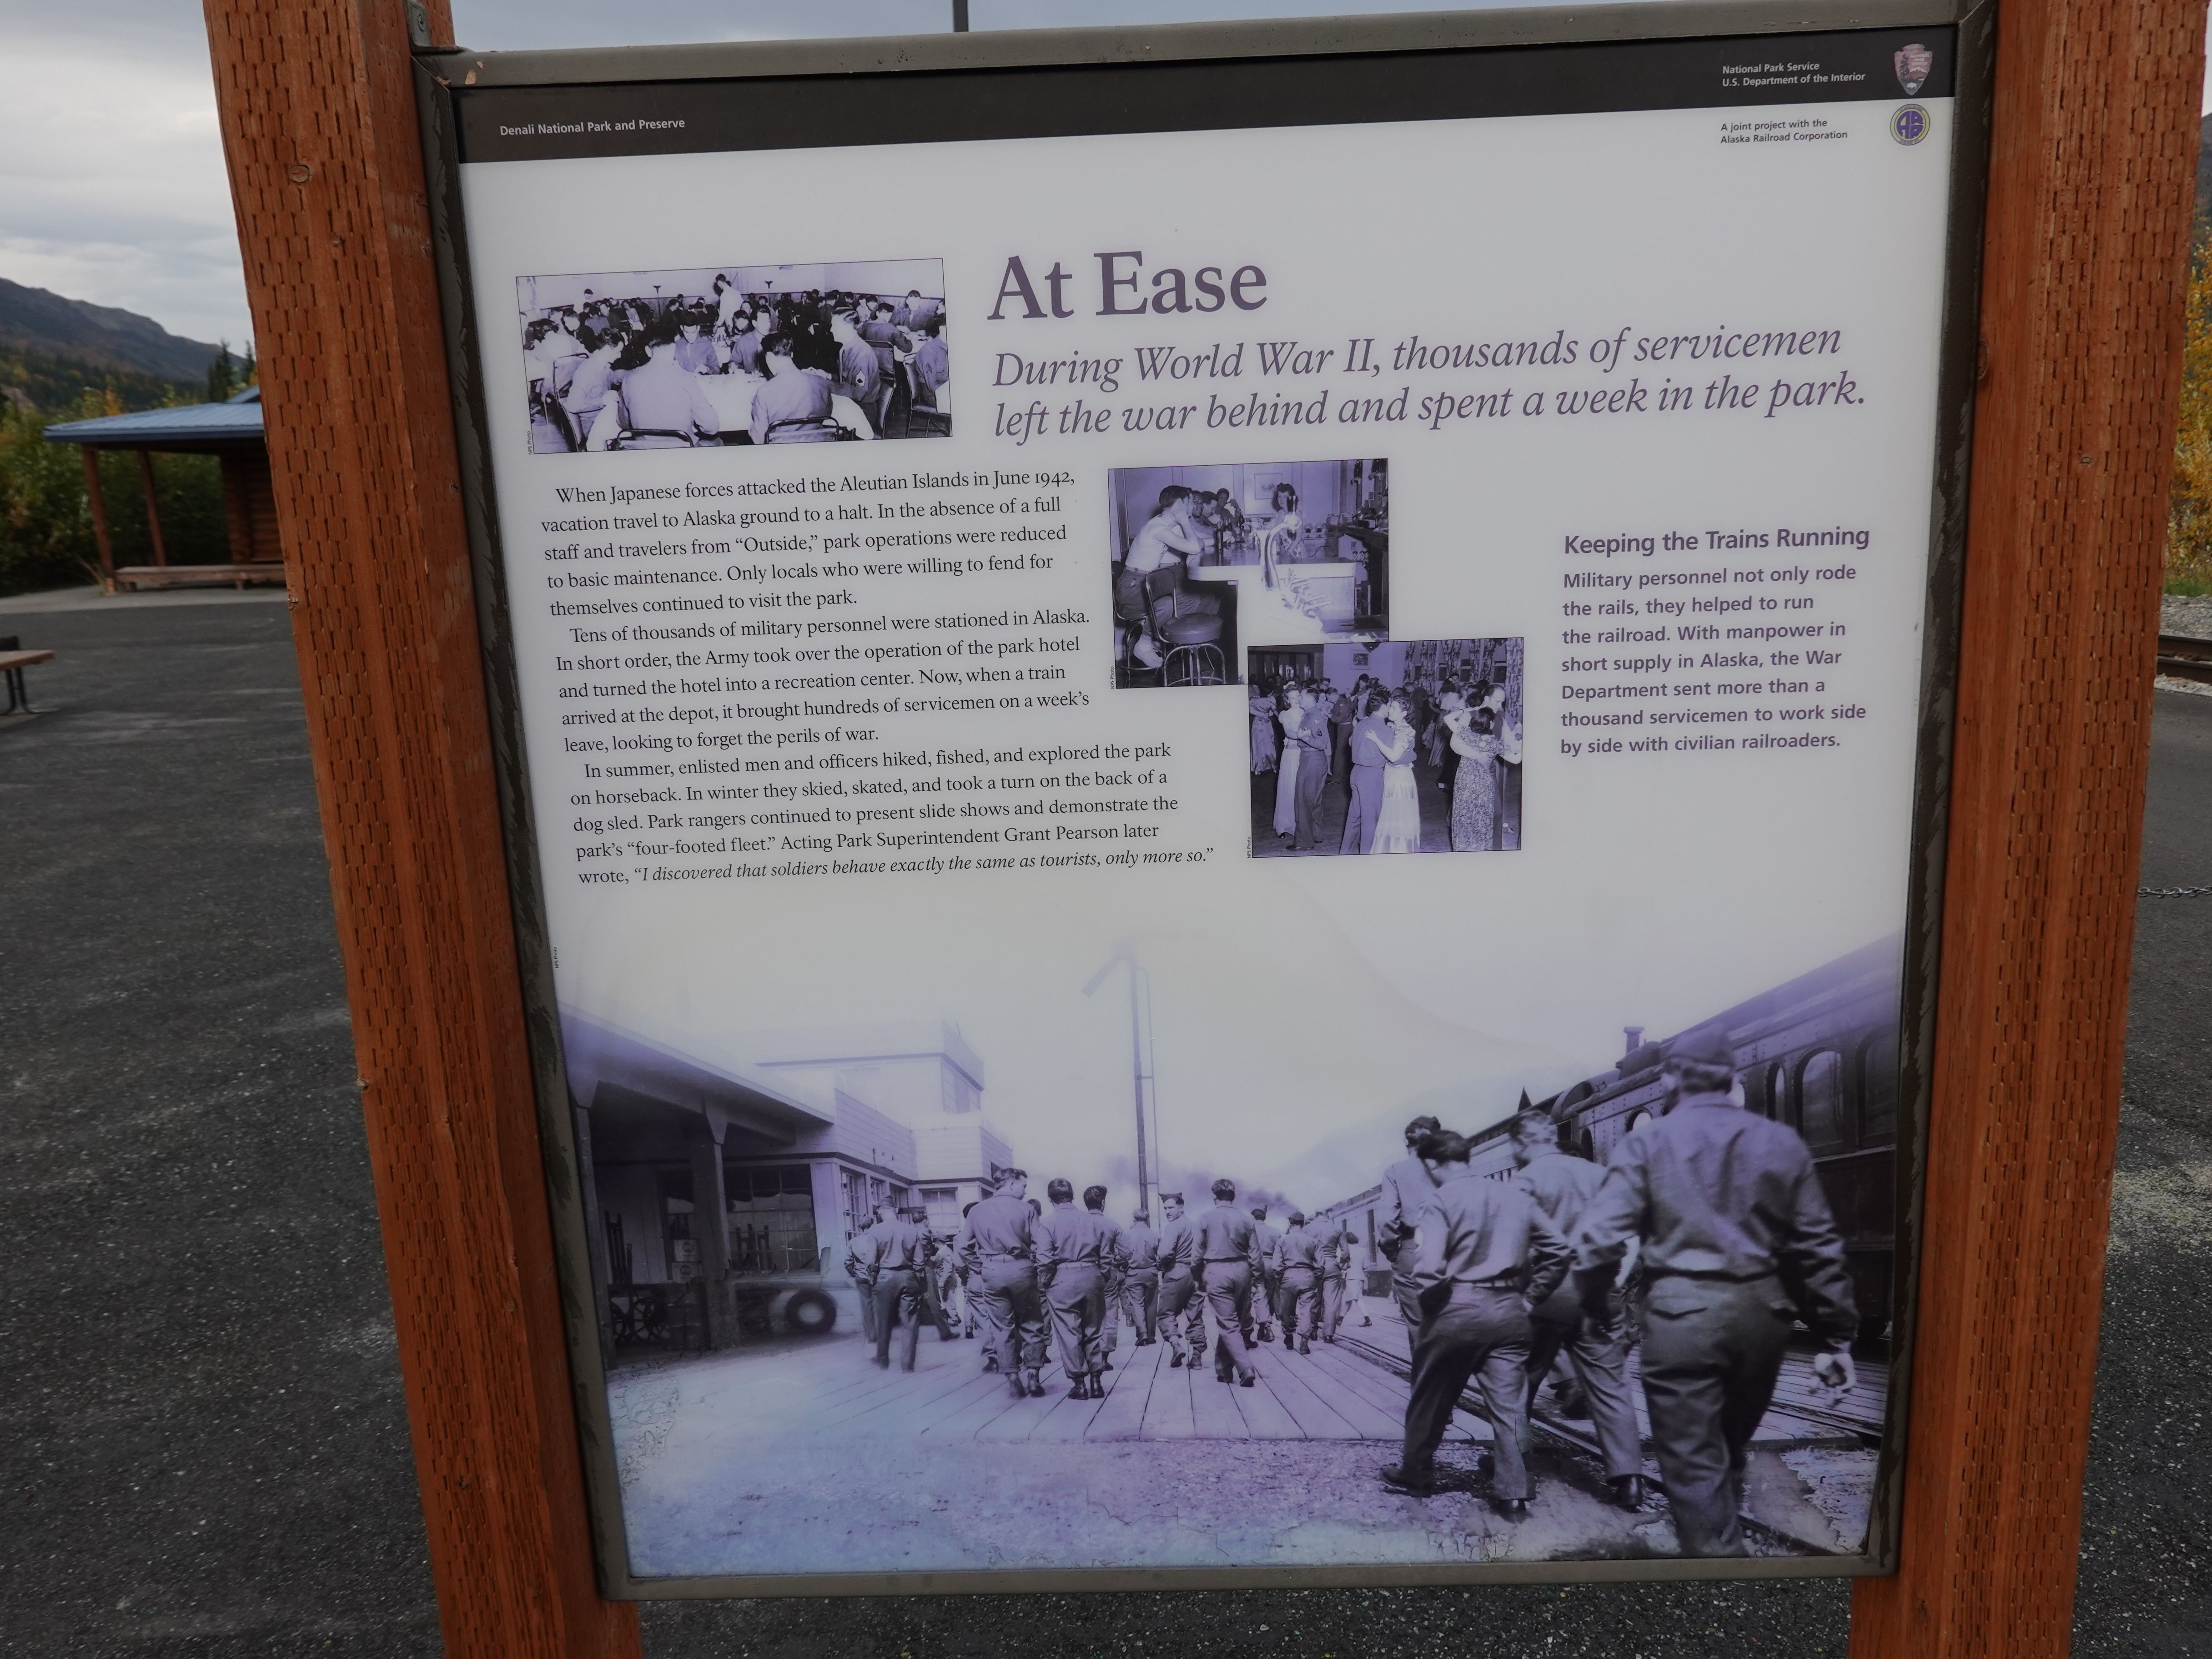 Denali National Park and Preserve
National Park Service
U.S. Department of the Interior
A joint project with the
Alaska Railroad Corporation
At Ease
During World War II, thousands of servicemen
left the war behind and spent a week in the park.
When Japanese forces attacked the Aleutian Islands in June 1942,
vacation travel to Alaska ground to a halt. In the absence of a full
staff and travelers from “Outside,” park operations were reduced
to basic maintenance. Only locals who were willing to fend for
themselves continued to visit the park.
Tens of thousands of military personnel were stationed in Alaska.
In short order, the Army took over the operation of the park hotel
and turned the hotel into a recreation center. Now, when a train
arrived at the depot, it brought hundreds of servicemen on a week’s
leave, looking to forget the perils of war.
In summer, enlisted men and officers hiked, fished, and explored the park
on horseback. In winter they skied, skated, and took a turn on the back of a
dog sled. Park rangers continued to present slide shows and demonstrate the
park’s “four-footed fleet.” Acting Park Superintendent Grant Pearson later
wrote, “I discovered that soldiers behave exactly the same as tourists, only more so.”
Keeping the Trains Running
Military personnel not only rode
the rails, they helped to run
the railroad. With manpower in
short supply in Alaska, the War
Department sent more than a
thousand servicemen to work side
by side with civilian railroaders.
NPS Photo
NPS Photo
NPS Photo
NPS Photo